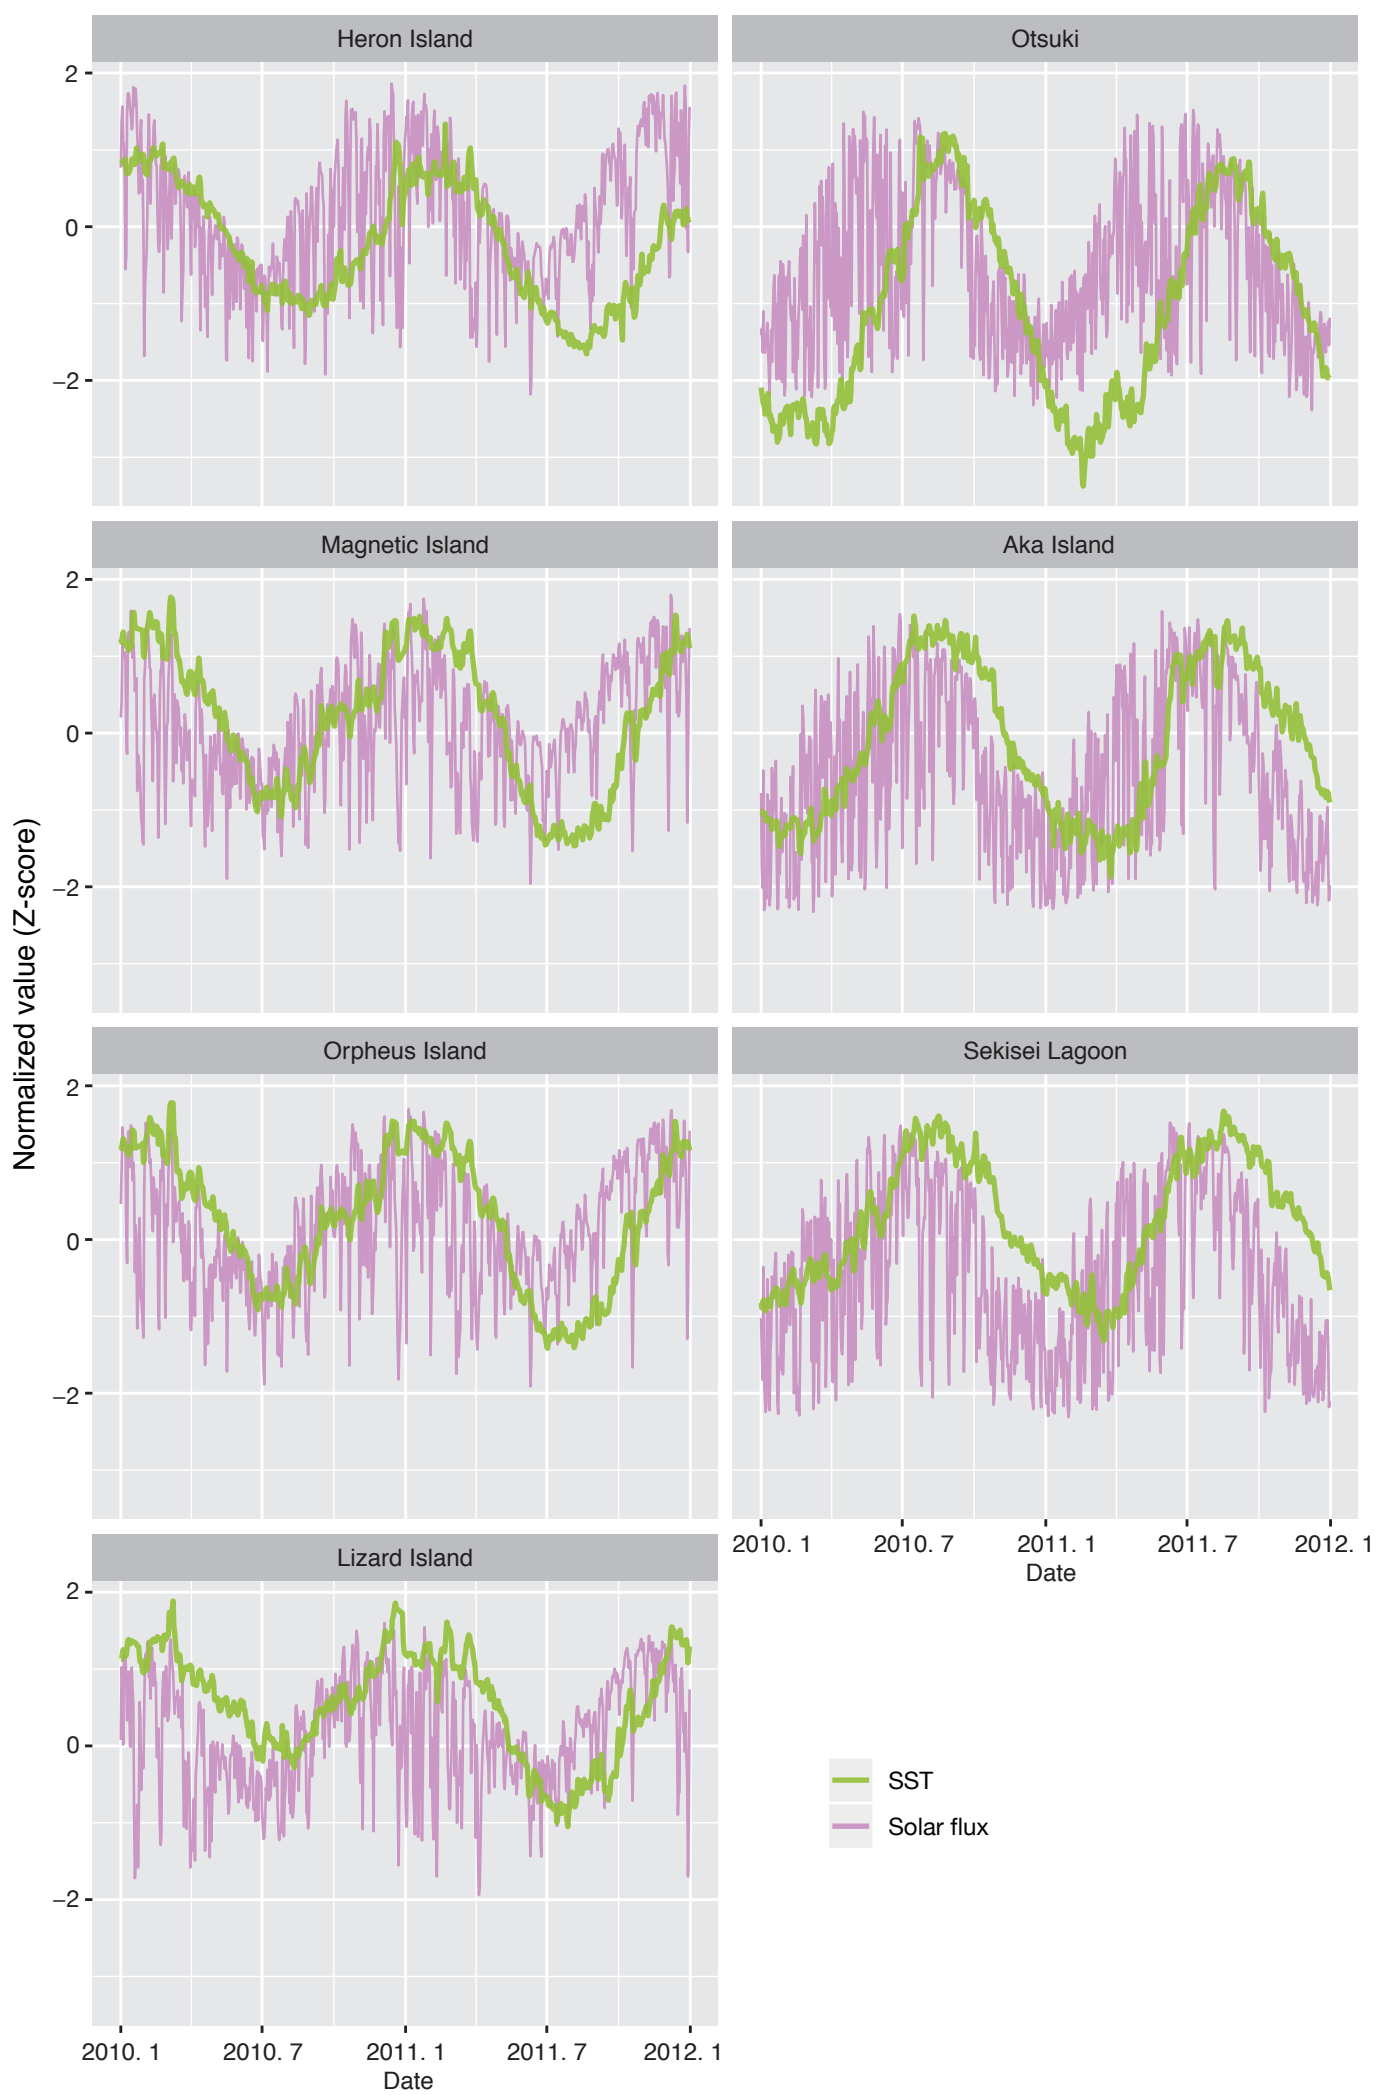 Heron Island
Otsuki
2
0
−2
Magnetic Island
Aka Island
2
0
−2
Normalized value (Z-score)
Orpheus Island
Sekisei Lagoon
2
0
−2
2010. 1 2010. 7 2011. 1 2011. 7 2012. 1
Date
Lizard Island
2
0
−2
2010. 1 2010. 7 2011. 1 2011. 7 2012. 1
Date
SST
Solar flux